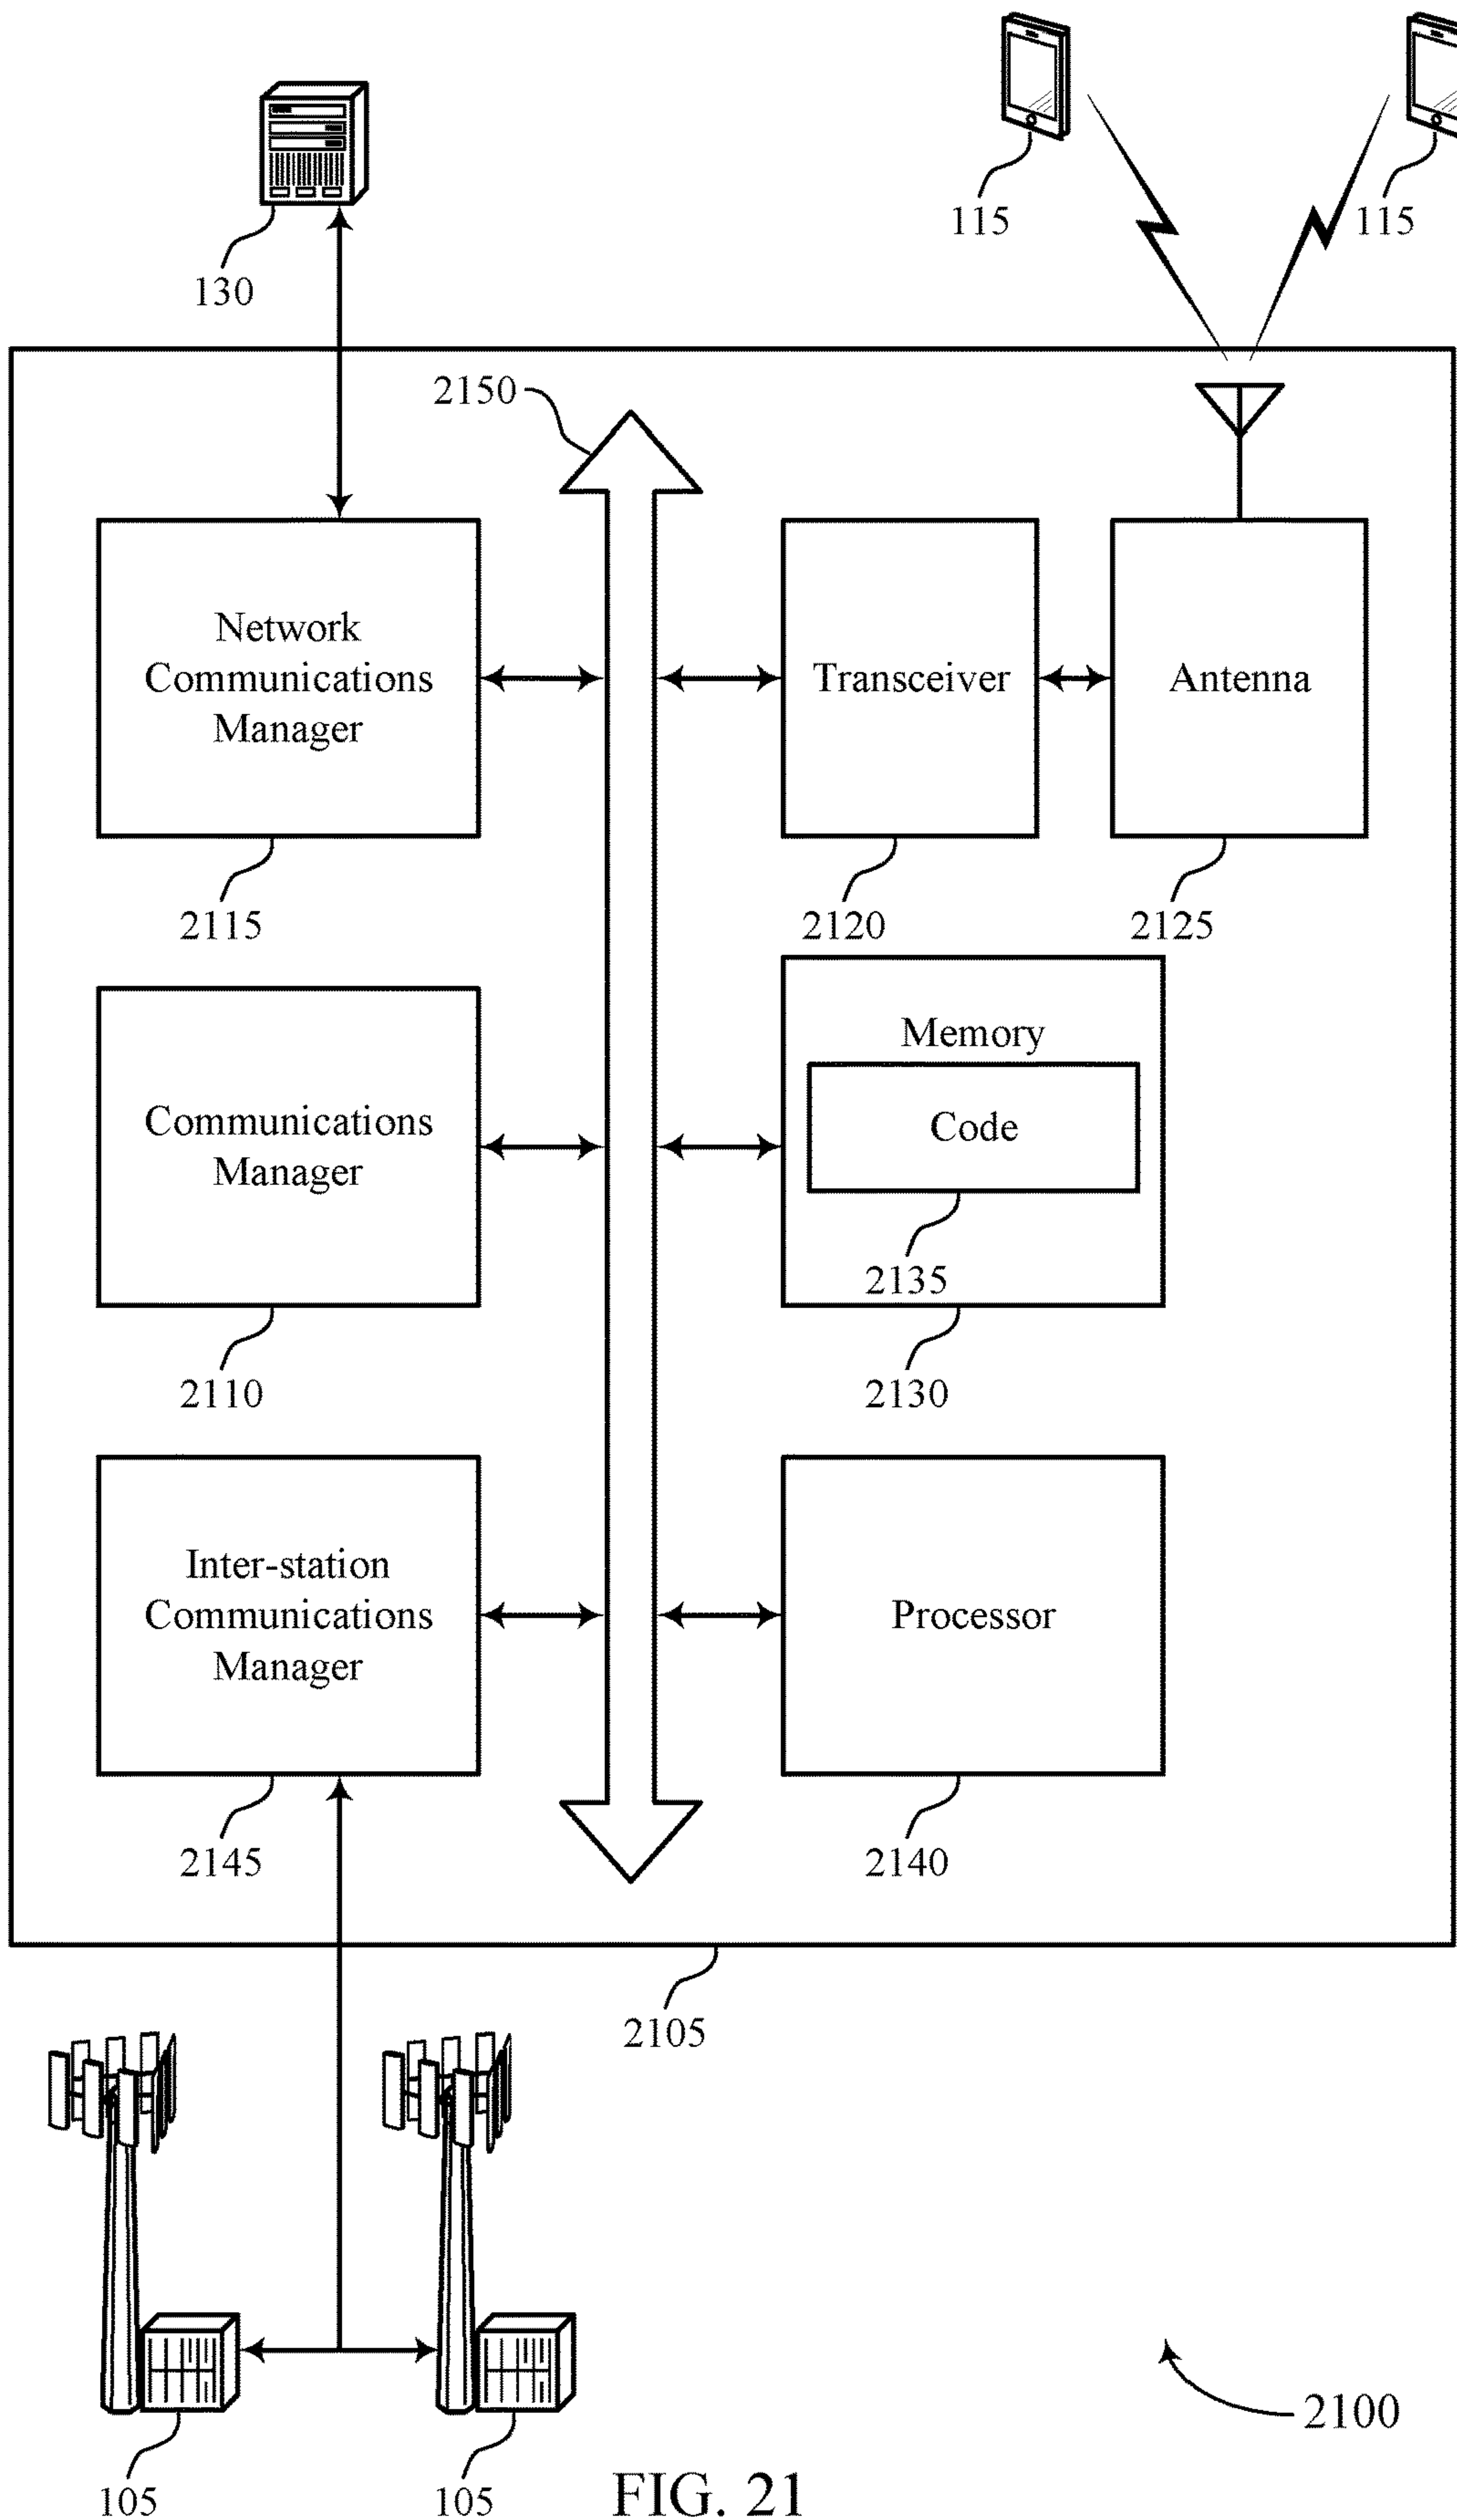 115
115
130
2150
Network
Communications
Manager
Transceiver
Antenna
2115
2120
2125
Memory
Code
Communications
Manager
2135
2110
2130
Inter-station
Communications
Manager
Processor
2145
2140
2105
2100
105
105
FIG. 21